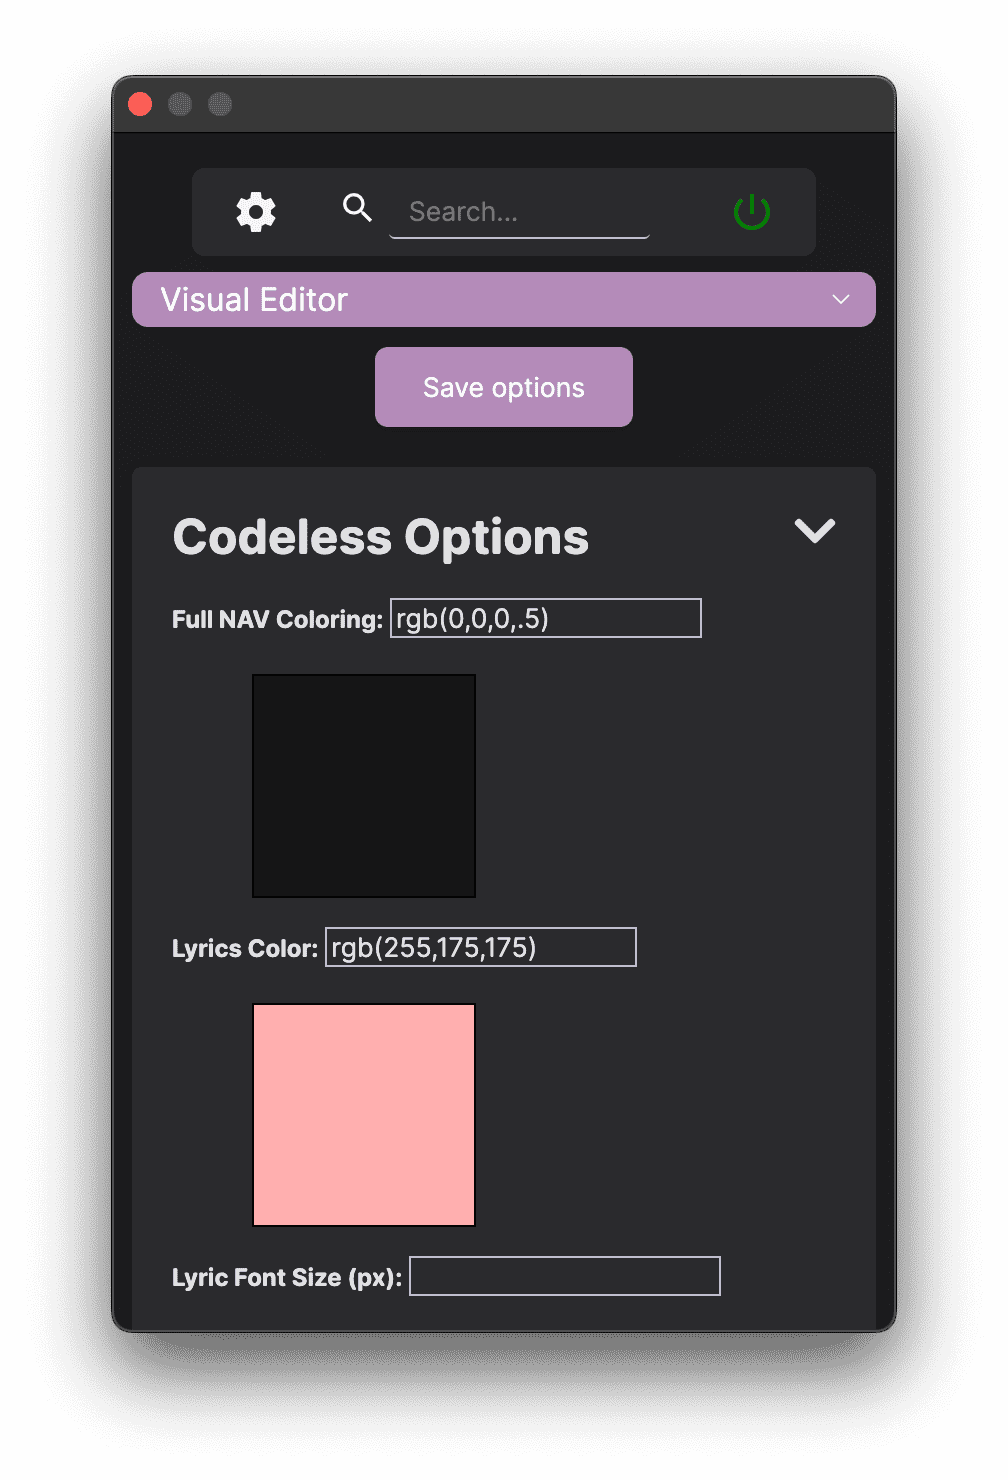 Search...
Visual Editor
Save options
Codeless Options
Full NAV Coloring: rgb(0,0,0,.5)
Lyrics Color: rgb(255,175,175)
Lyric Font Size (px):